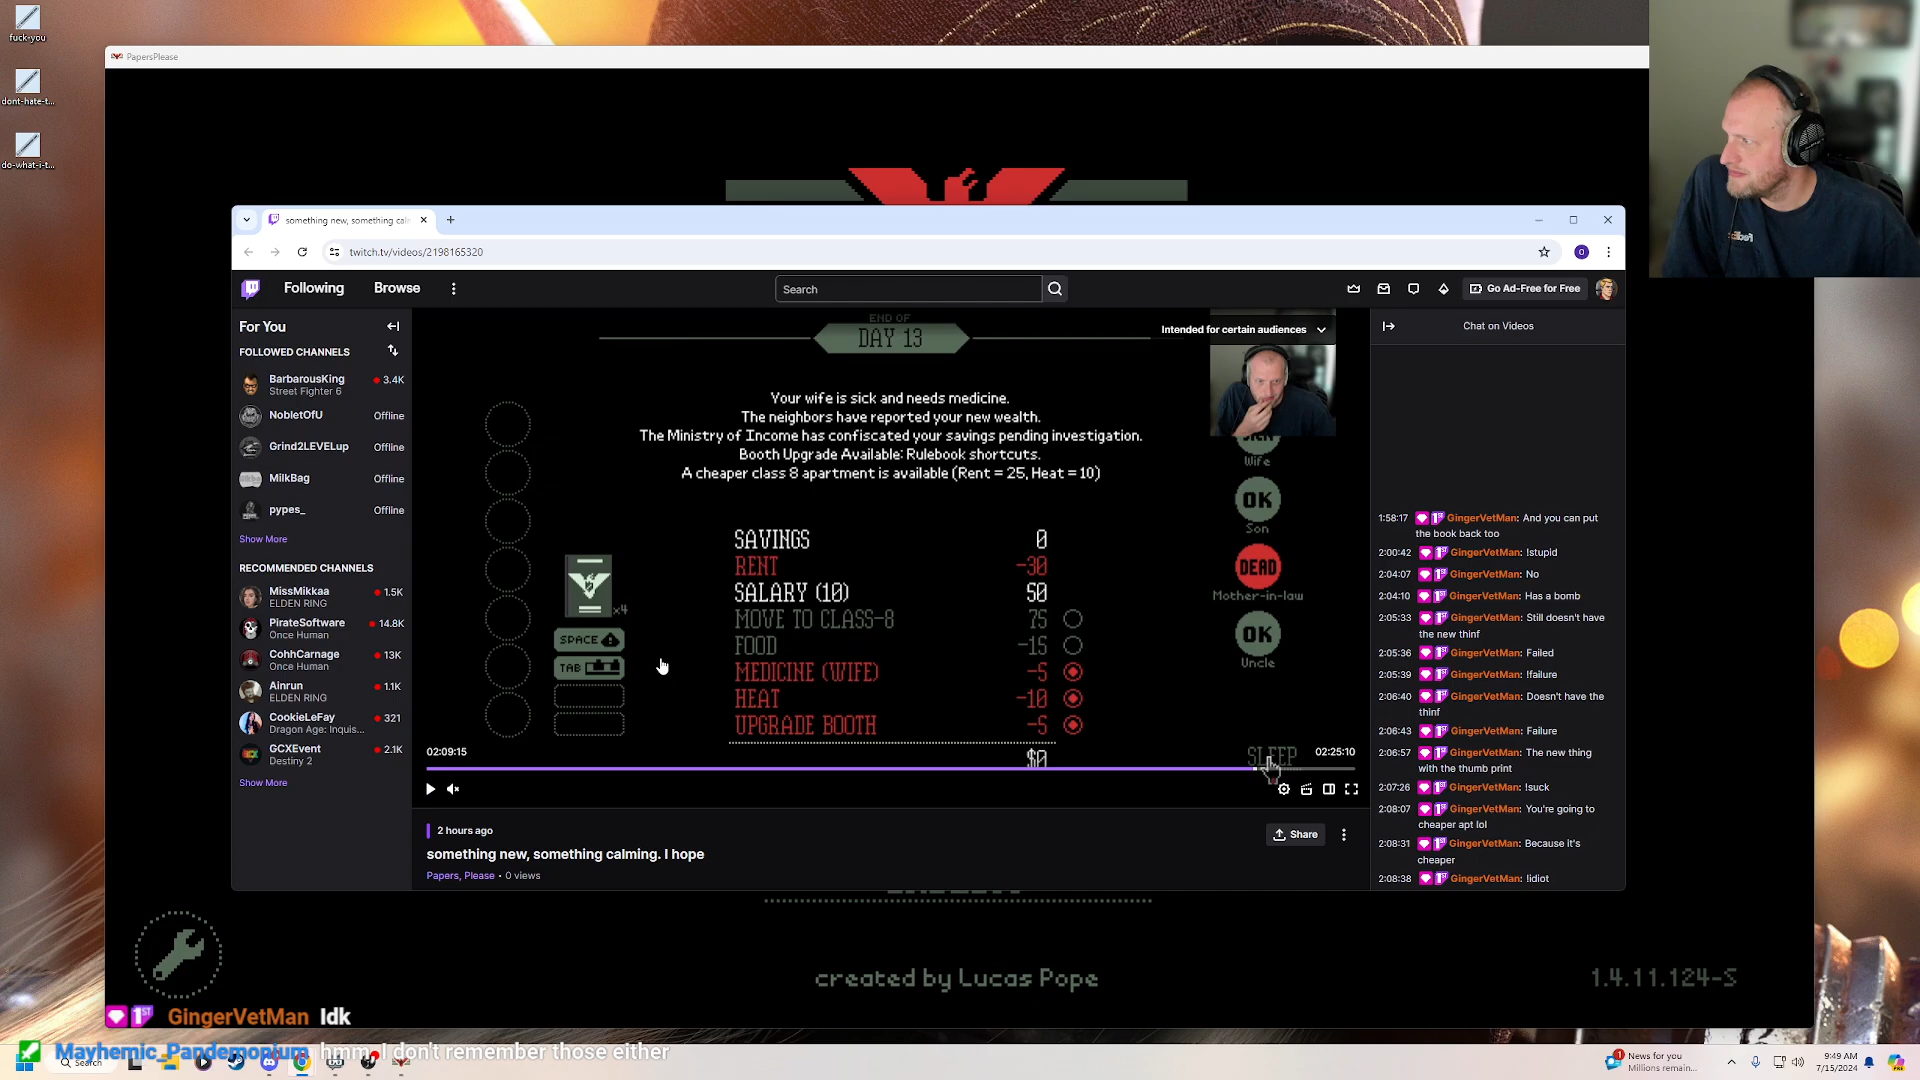 fuck-you
dont-hate-t...
do-what-i-t...
PapersPlease
something new, something cal
twitch.tv/videos/2198165320
O
Following
Browse
Search
Go Ad-Free for Free
For You
FOLLOWED CHANNELS
BarbarousKing
3.4K
Street Fighter 6
NobletOfU
Offline
Grind2LEVELup
Offline
MilkBag
Offline
pypes_
Offline
Show More
RECOMMENDED CHANNELS
MissMikkaa
1.5K
ELDEN RING
PirateSoftware
14.8K
Once Human
CohhCarnage
13K
Once Human
Ainrun
1.1K
ELDEN RING
CookieLeFay
321
Dragon Age: Inquis...
GCXEvent
2.1K
Destiny 2
Show More
END OF
DAY 13
Intended for certain audiences
Your wife is sick and needs medicine.
The neighbors have reported your new wealth.
The Ministry of Income has confiscated your savings pending investigation.
Booth Upgrade Available: Rulebook shortcuts.
A cheaper class 8 apartment is available (Rent = 25, Heat = 10)
SAVINGS 0
RENT -30
SALARY (10) 50
MOVE TO CLASS-8 75
FOOD -15
MEDICINE (WIFE) -5
HEAT -10
UPGRADE BOOTH -5
$0
x4
SPACE
TAB
Wife
OK
Son
DEAD
Mother-in-law
OK
Uncle
SLEEP
02:09:15
02:25:10
2 hours ago
something new, something calming. I hope
Papers, Please • 0 views
Share
Chat on Videos
1:58:17 GingerVetMan: And you can put
the book back too
2:00:42 GingerVetMan: !stupid
2:04:07 GingerVetMan: No
2:04:10 GingerVetMan: Has a bomb
2:05:33 GingerVetMan: Still doesn't have
the new thinf
2:05:36 GingerVetMan: Failed
2:05:39 GingerVetMan: !failure
2:06:40 GingerVetMan: Doesn't have the
thinf
2:06:43 GingerVetMan: Failure
2:06:57 GingerVetMan: The new thing
with the thumb print
2:07:26 GingerVetMan: !suck
2:08:07 GingerVetMan: You're going to
cheaper apt lol
2:08:31 GingerVetMan: Because it's
cheaper
2:08:38 GingerVetMan: !idiot
created by Lucas Pope
1.4.11.124-S
1ST GingerVetMan Idk
Mayhemic_Pandemonium hmm, I don't remember those either
Search
1
News for you
Millions remain...
9:49 AM
7/15/2024